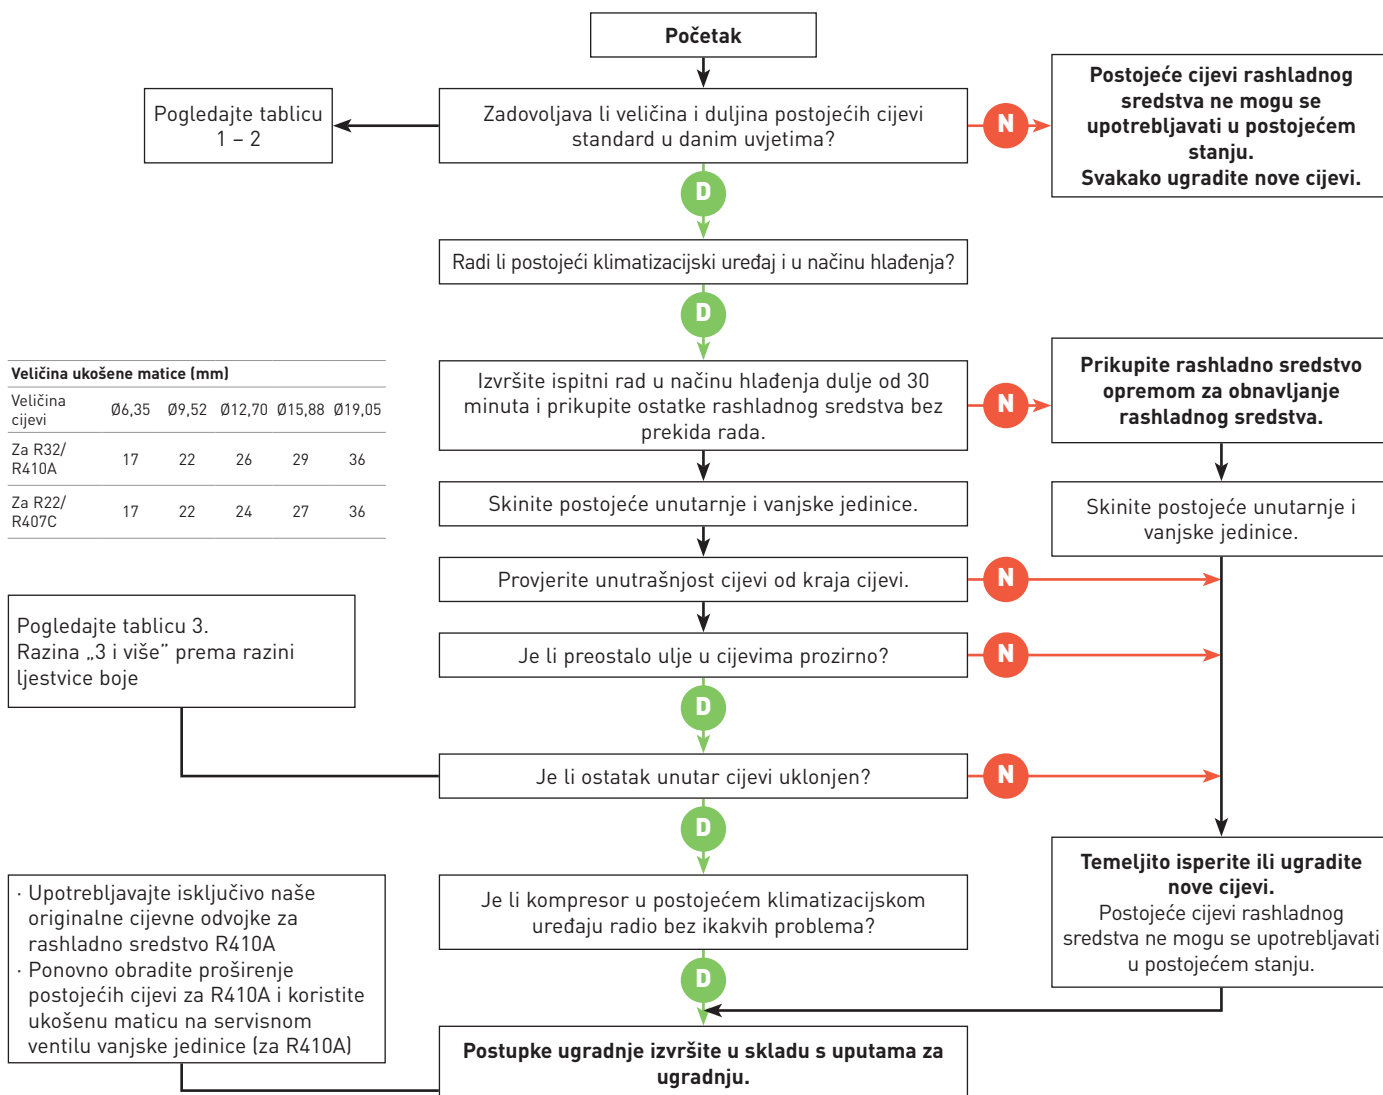 Početak
Pogledajte tablicu
1 – 2
Zadovoljava li veličina i duljina postojećih cijevi
standard u danim uvjetima?
N
Postojeće cijevi rashladnog
sredstva ne mogu se
upotrebljavati u postojećem
stanju.
Svakako ugradite nove cijevi.
D
Radi li postojeći klimatizacijski uređaj i u načinu hlađenja?
D
Veličina ukošene matice (mm)
Veličina
cijevi
Ø6,35 Ø9,52 Ø12,70 Ø15,88 Ø19,05
Za R32/
R410A
17 22 26 29 36
Za R22/
R407C
17 22 24 27 36
Izvršite ispitni rad u načinu hlađenja dulje od 30
minuta i prikupite ostatke rashladnog sredstva bez
prekida rada.
N
Prikupite rashladno sredstvo
opremom za obnavljanje
rashladnog sredstva.
Skinite postojeće unutarnje i vanjske jedinice.
Skinite postojeće unutarnje i
vanjske jedinice.
Provjerite unutrašnjost cijevi od kraja cijevi.
N
Pogledajte tablicu 3.
Razina „3 i više” prema razini
ljestvice boje
Je li preostalo ulje u cijevima prozirno?
N
D
Je li ostatak unutar cijevi uklonjen?
N
D
Temeljito isperite ili ugradite
nove cijevi.
Postojeće cijevi rashladnog
sredstva ne mogu se upotrebljavati
u postojećem stanju.
Je li kompresor u postojećem klimatizacijskom
uređaju radio bez ikakvih problema?
D
· Upotrebljavajte isključivo naše
originalne cijevne odvojke za
rashladno sredstvo R410A
· Ponovno obradite proširenje
postojećih cijevi za R410A i koristite
ukošenu maticu na servisnom
ventilu vanjske jedinice (za R410A)
Postupke ugradnje izvršite u skladu s uputama za
ugradnju.